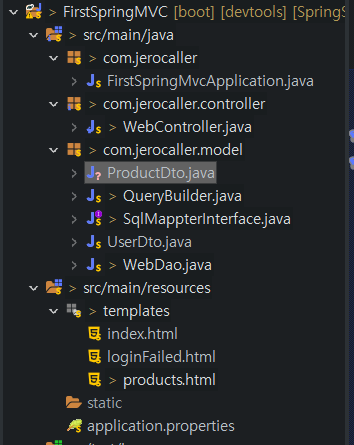 > FirstSpringMVC [boot] [devtools] [SpringS
> src/main/java
> com.jerocaller
FirstSpringMvcApplication.java
> com.jerocaller.controller
> WebController.java
> com.jerocaller.model
ProductDto.java
> QueryBuilder.java
> SqlMappterInterface.java
UserDto.java
> WebDao.java
> src/main/resources
> templates
index.html
loginFailed.html
> products.html
static
application.properties